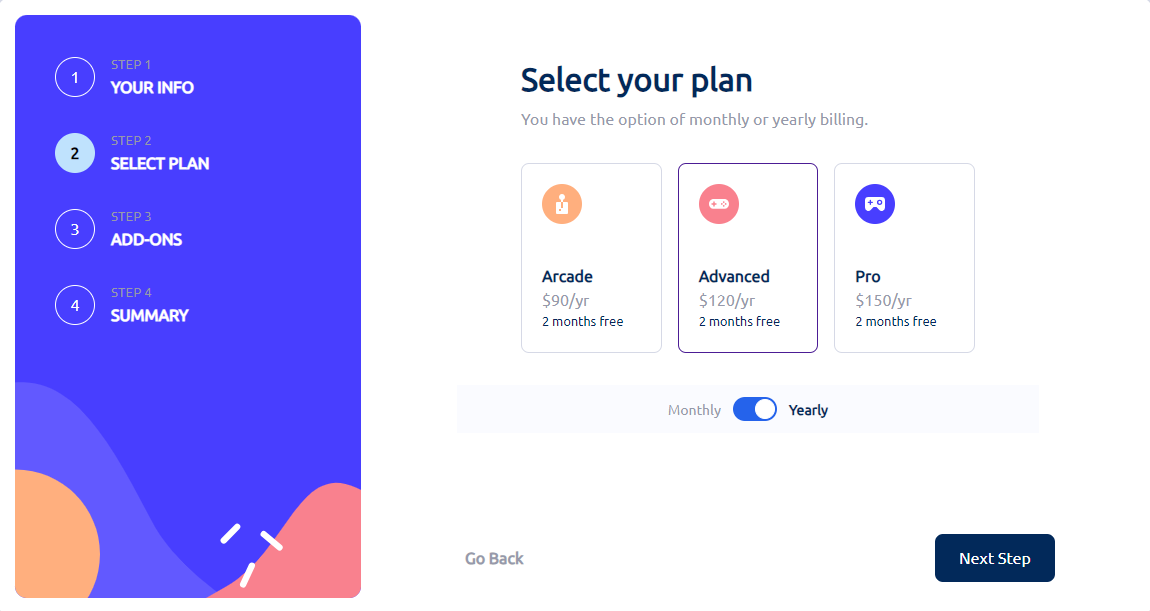 1
STEP 1
YOUR INFO
2
STEP 2
SELECT PLAN
3
STEP 3
ADD-ONS
4
STEP 4
SUMMARY
Select your plan
You have the option of monthly or yearly billing.
Arcade
$90/yr
2 months free
Advanced
$120/yr
2 months free
Pro
$150/yr
2 months free
Monthly Yearly
Go Back
Next Step